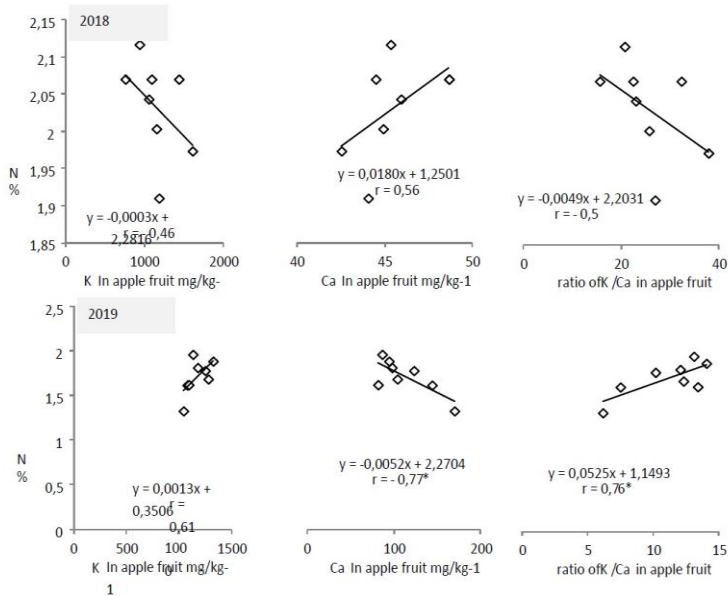 2018
2,15
2,1
2,05
2
1,95
1,9
1,85
N
%
y = -0,0003x +
2,2816
r = - 0,46
0 1000 2000
K In apple fruit mg/kg-
y = 0,0180x + 1,2501
r = 0,56
40 45 50
Ca In apple fruit mg/kg-1
y = -0,0049x + 2,2031
r = - 0,5
0 20 40
ratio ofK /Ca in apple fruit
2019
2,5
2
1,5
1
0,5
0
N
%
y = 0,0013x +
0,3506
r =
0,61
0 500 1000 1500
K In apple fruit mg/kg-
1
y = -0,0052x + 2,2704
r = - 0,77*
0 100 200
Ca In apple fruit mg/kg-1
y = 0,0525x + 1,1493
r = 0,76*
0 5 10 15
ratio ofK /Ca in apple fruit